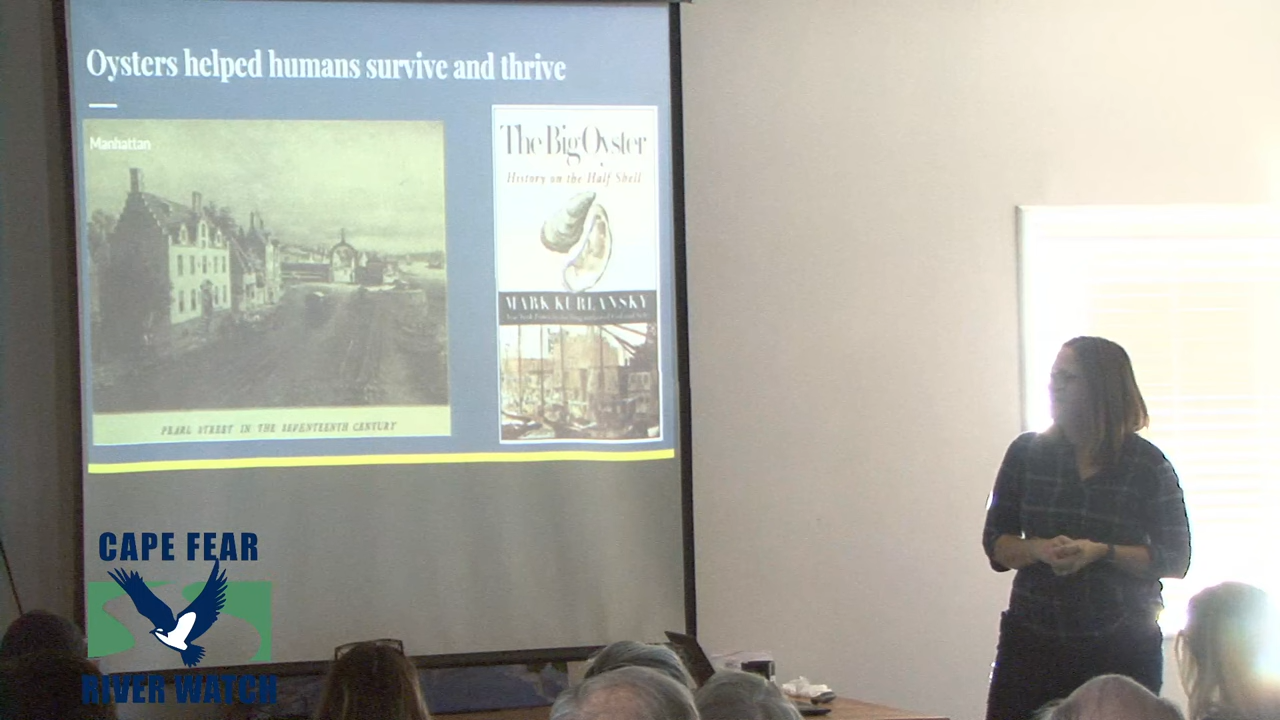 Oysters helped humans survive and thrive
Manhattan
PEARL STREET IN THE SEVENTEENTH CENTURY
The Big Oyster
History on the Half Shell
MARK KURLANSKY
CAPE FEAR
RIVER WATCH